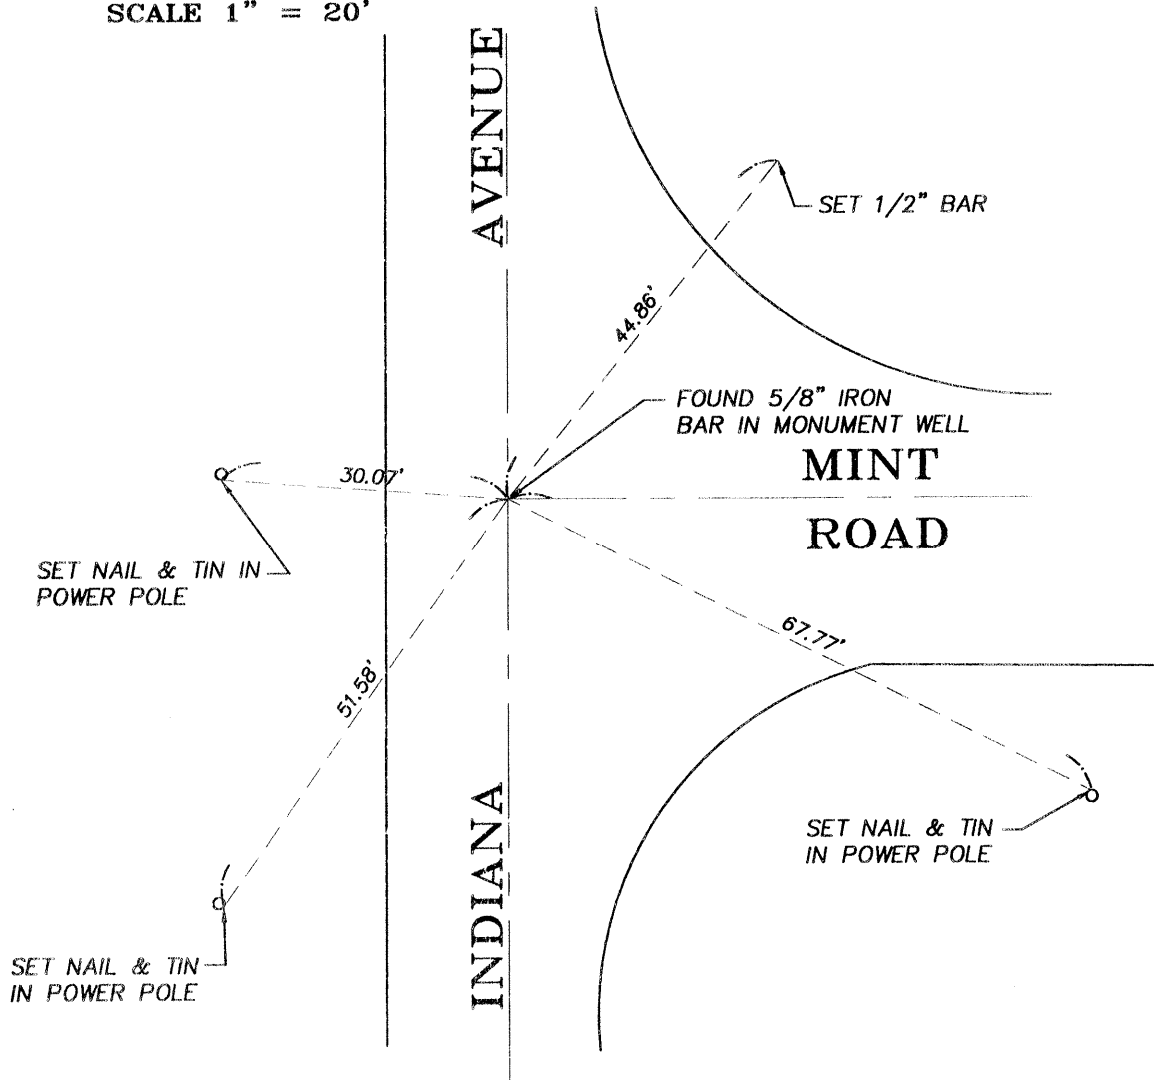 SCALE 1" = 20'
AVENUE
SET 1/2" BAR
44.86'
FOUND 5/8" IRON
BAR IN MONUMENT WELL
MINT
ROAD
30.07'
SET NAIL & TIN IN
POWER POLE
67.77'
51.58'
INDIANA
SET NAIL & TIN
IN POWER POLE
SET NAIL & TIN
IN POWER POLE